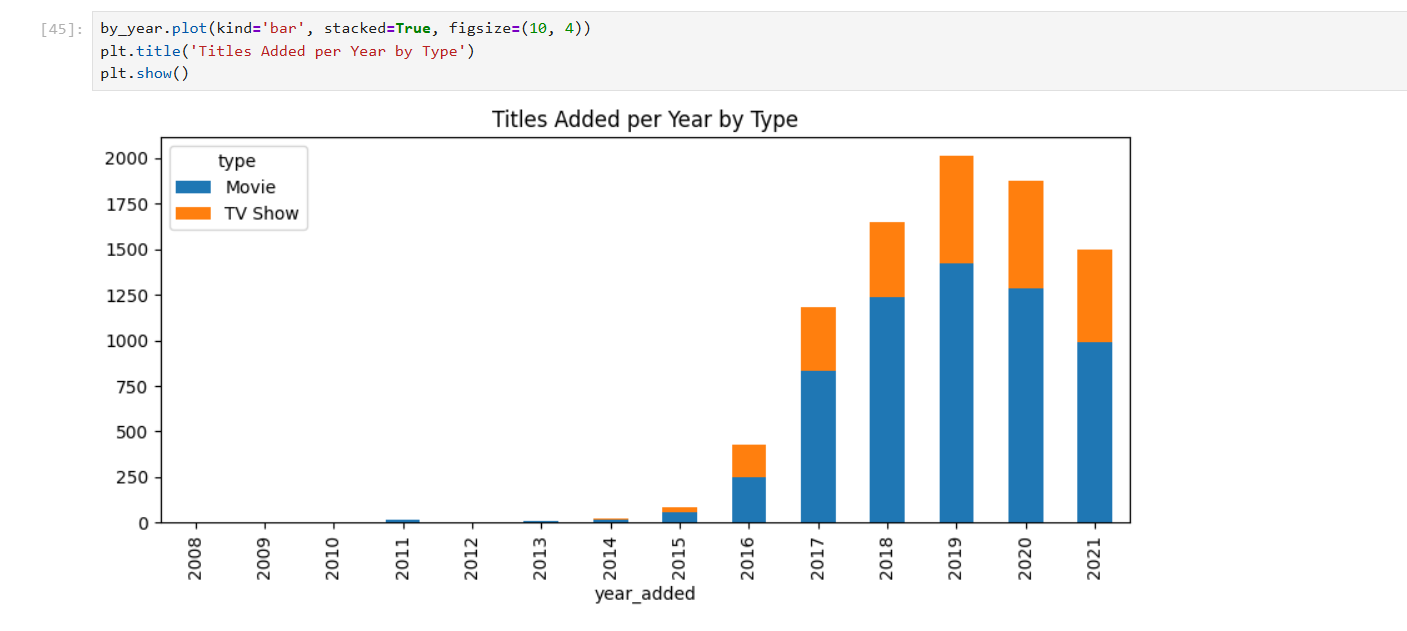 [45]: by_year.plot(kind='bar', stacked=True, figsize=(10, 4))
plt.title('Titles Added per Year by Type')
plt.show()
Titles Added per Year by Type
type
Movie
TV Show
2000
1750
1500
1250
1000
750
500
250
0
2008 2009 2010 2011 2012 2013 2014 2015 2016 2017 2018 2019 2020 2021
year_added